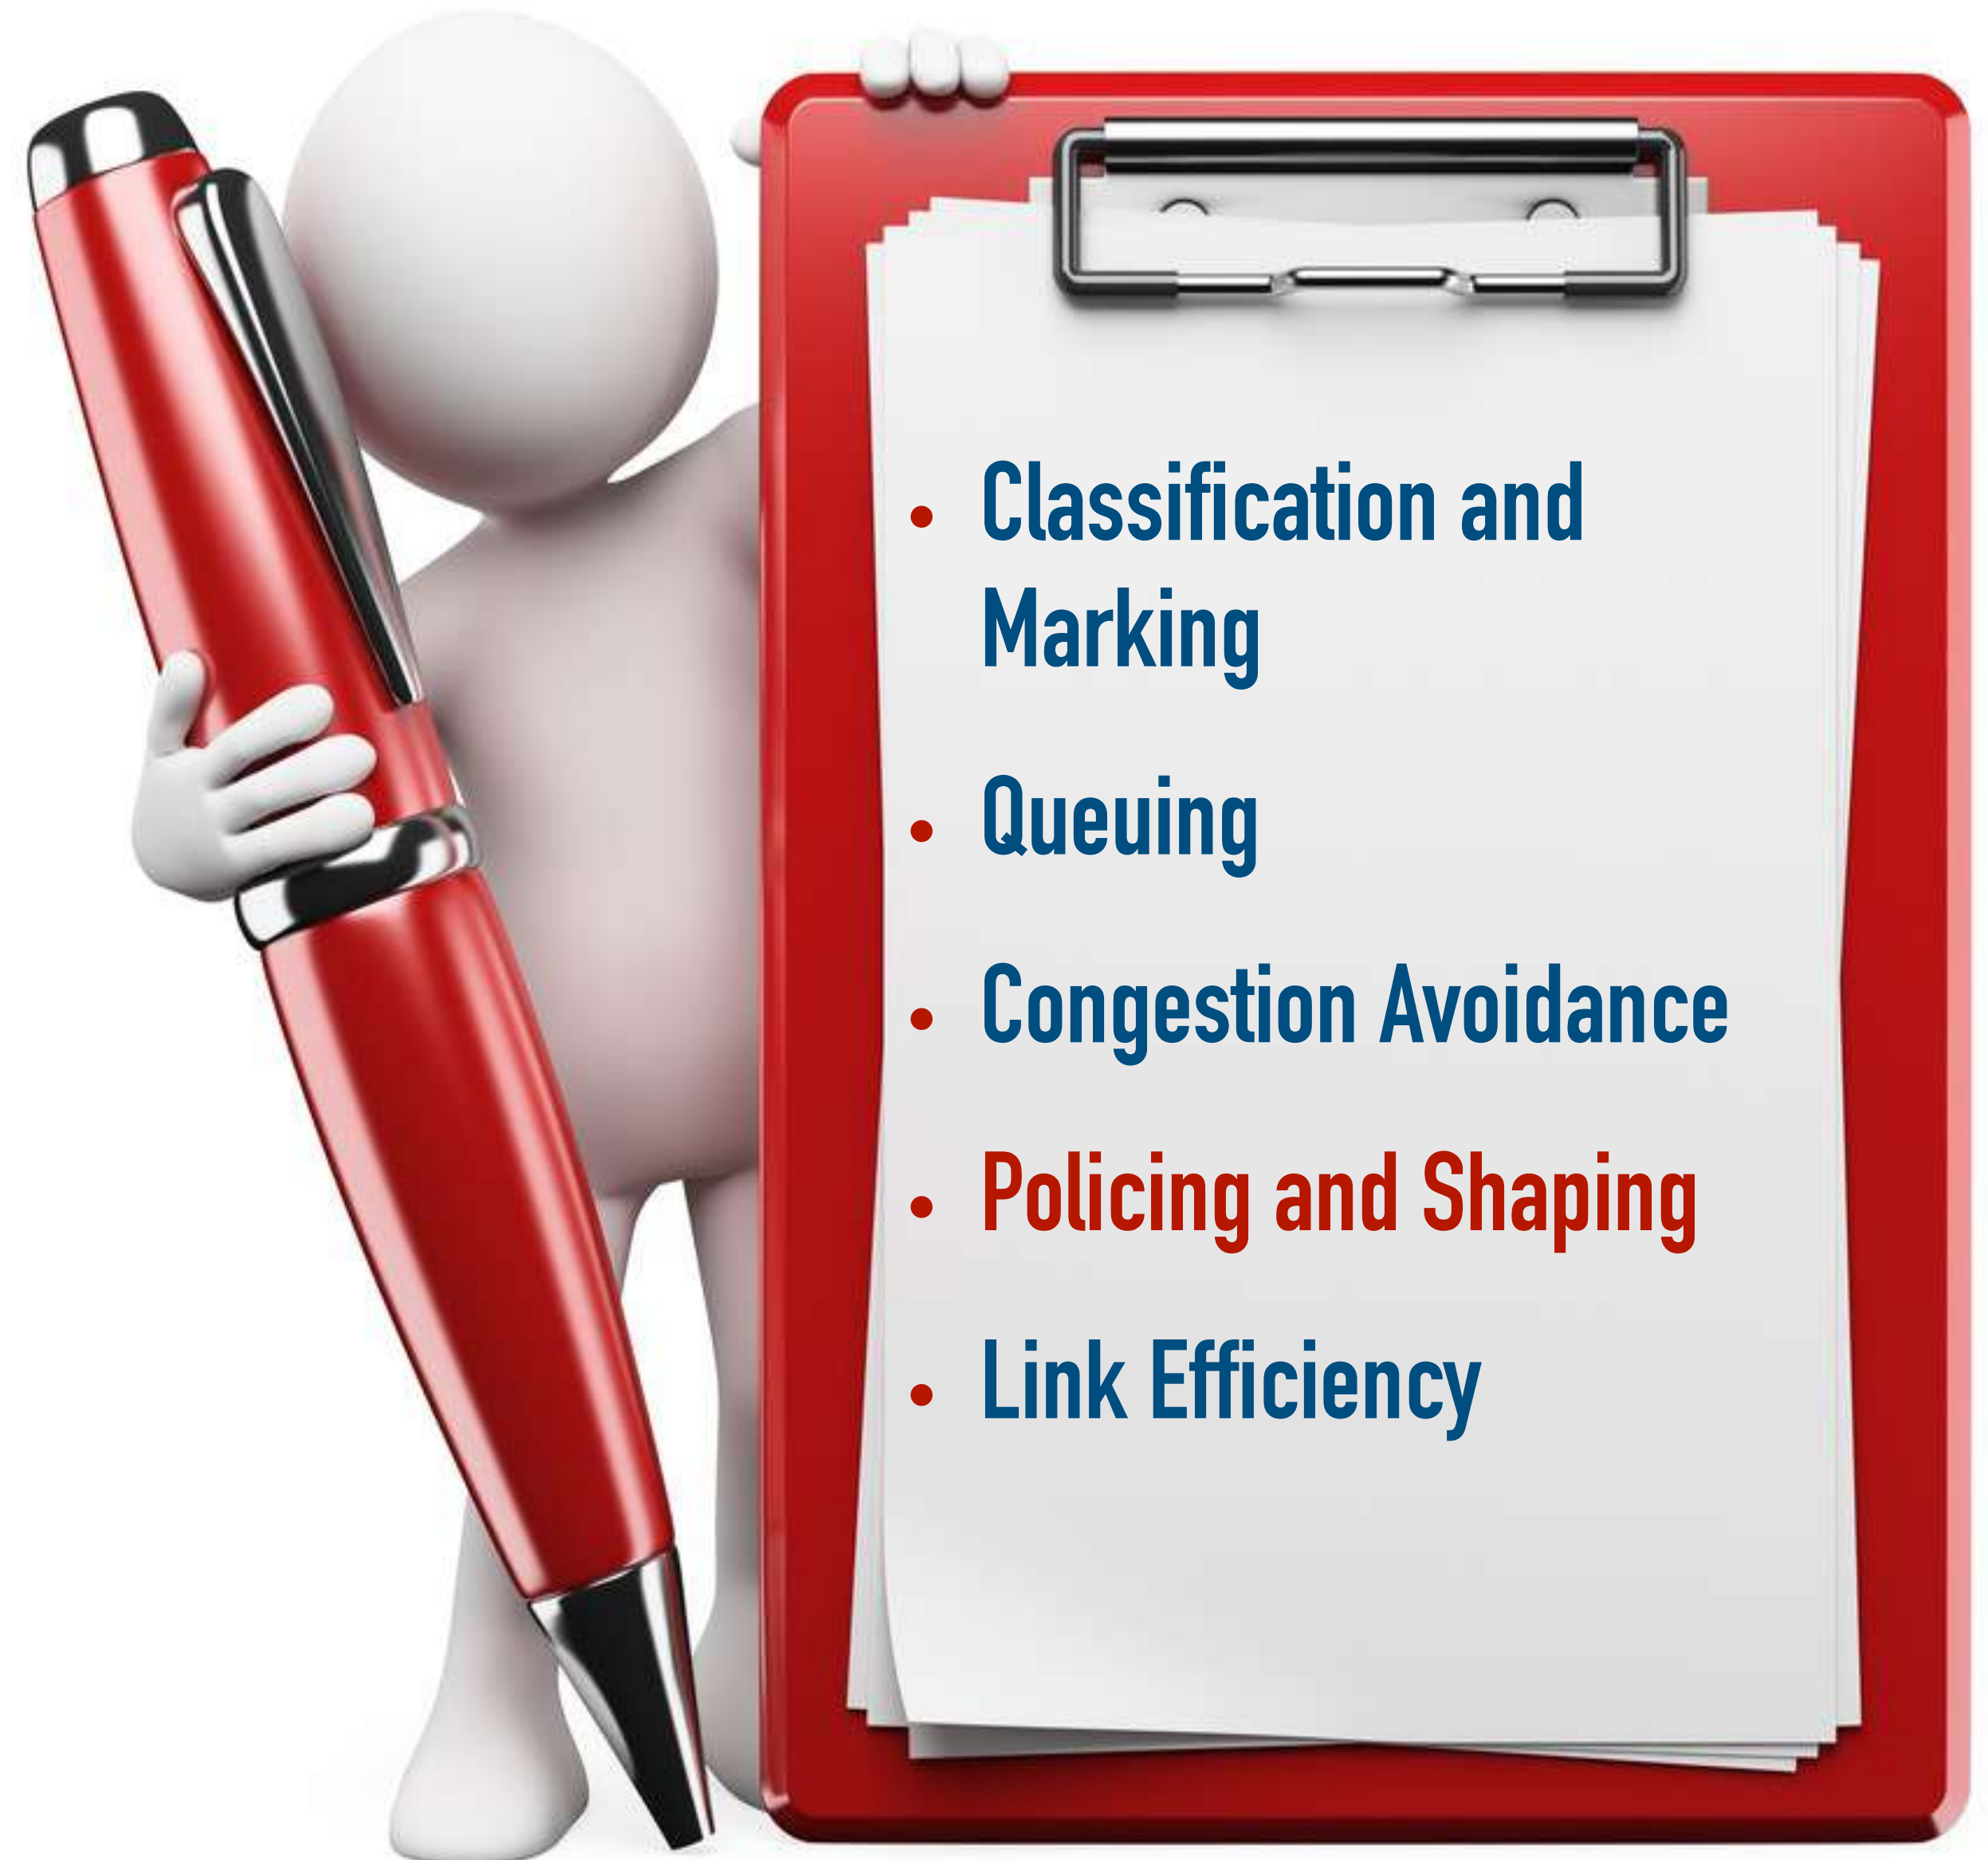 • Classification and
Marking
• Queuing
• Congestion Avoidance
• Policing and Shaping
• Link Efficiency